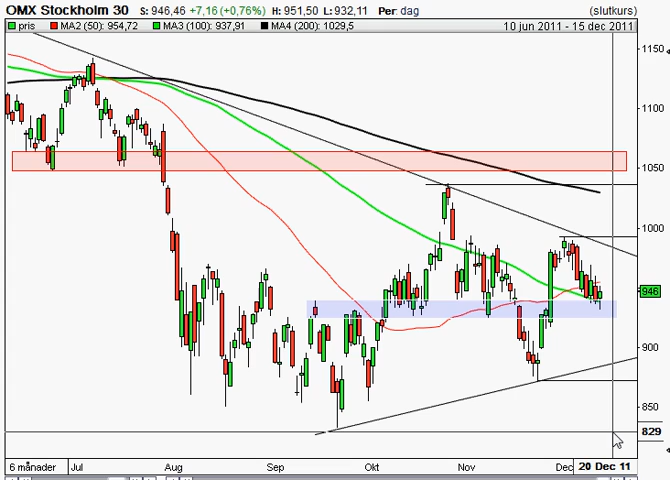 OMX Stockholm 30 S: 946,46 +7,16 (+0,76%) H: 951,50 L: 932,11 Per: dag (slutkurs)
pris MA2 (50): 954,72 MA3 (100): 937,91 MA4 (200): 1029,5 10 jun 2011 - 15 dec 2011
1150
1100
1050
1000
946
900
850
829
6 månader Jul Aug Sep Okt Nov Dec 20 Dec 11